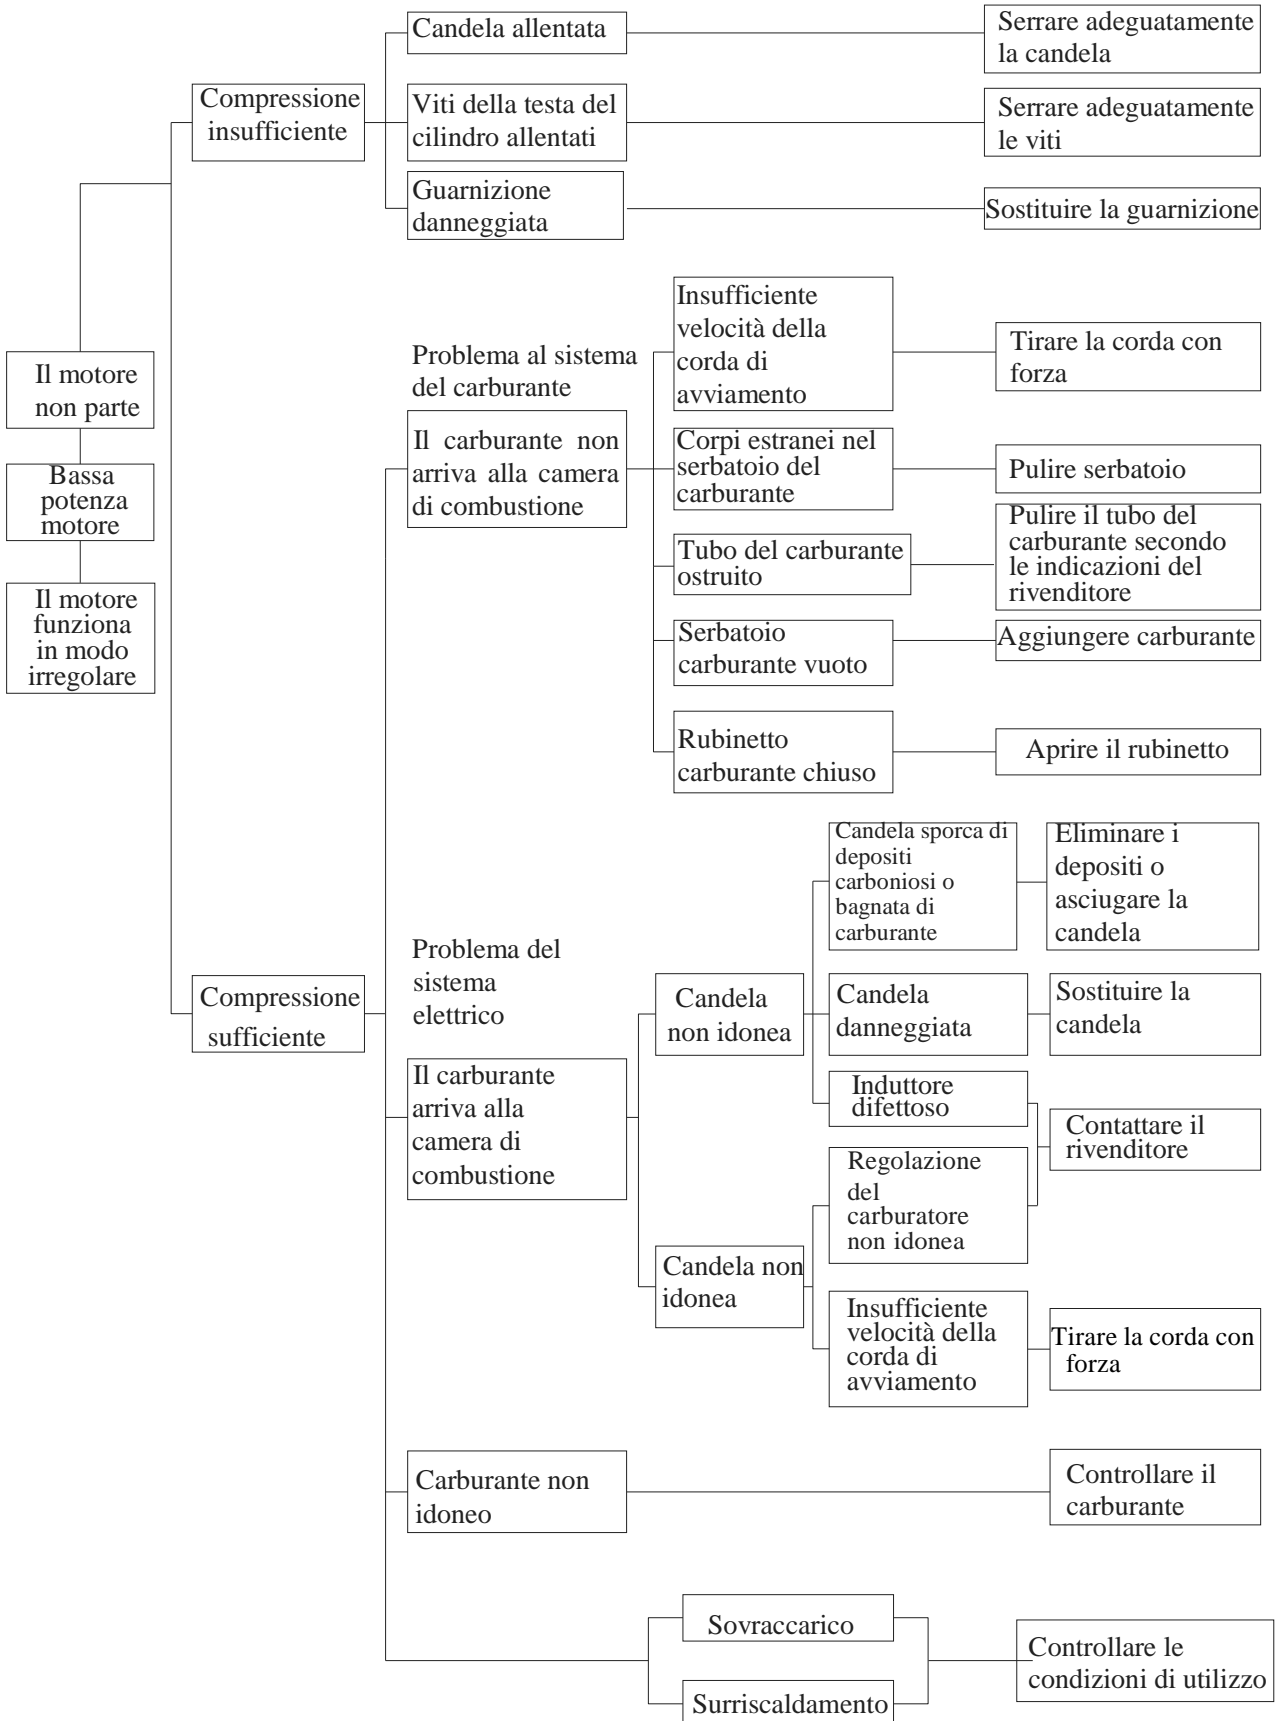 Il motore
non parte
Bassa
potenza
motore
Il motore
funziona
in modo
irregolare
Compressione
insufficiente
Candela allentata
Serrare adeguatamente
la candela
Viti della testa del
cilindro allentati
Serrare adeguatamente
le viti
Guarnizione
danneggiata
Sostituire la guarnizione
Compressione
sufficiente
Problema al sistema
del carburante
Il carburante non
arriva alla camera
di combustione
Insufficiente
velocità della
corda di
avviamento
Tirare la corda con
forza
Corpi estranei nel
serbatoio del
carburante
Pulire serbatoio
Tubo del carburante
ostruito
Pulire il tubo del
carburante secondo
le indicazioni del
rivenditore
Serbatoio
carburante vuoto
Aggiungere carburante
Rubinetto
carburante chiuso
Aprire il rubinetto
Problema del
sistema
elettrico
Il carburante
arriva alla
camera di
combustione
Candela
non idonea
Candela sporca di
depositi
carboniosi o
bagnata di
carburante
Eliminare i
depositi o
asciugare la
candela
Candela
danneggiata
Sostituire la
candela
Induttore
difettoso
Contattare il
rivenditore
Candela non
idonea
Regolazione
del
carburatore
non idonea
Insufficiente
velocità della
corda di
avviamento
Tirare la corda con
forza
Carburante non
idoneo
Controllare il
carburante
Sovraccarico
Surriscaldamento
Controllare le
condizioni di utilizzo